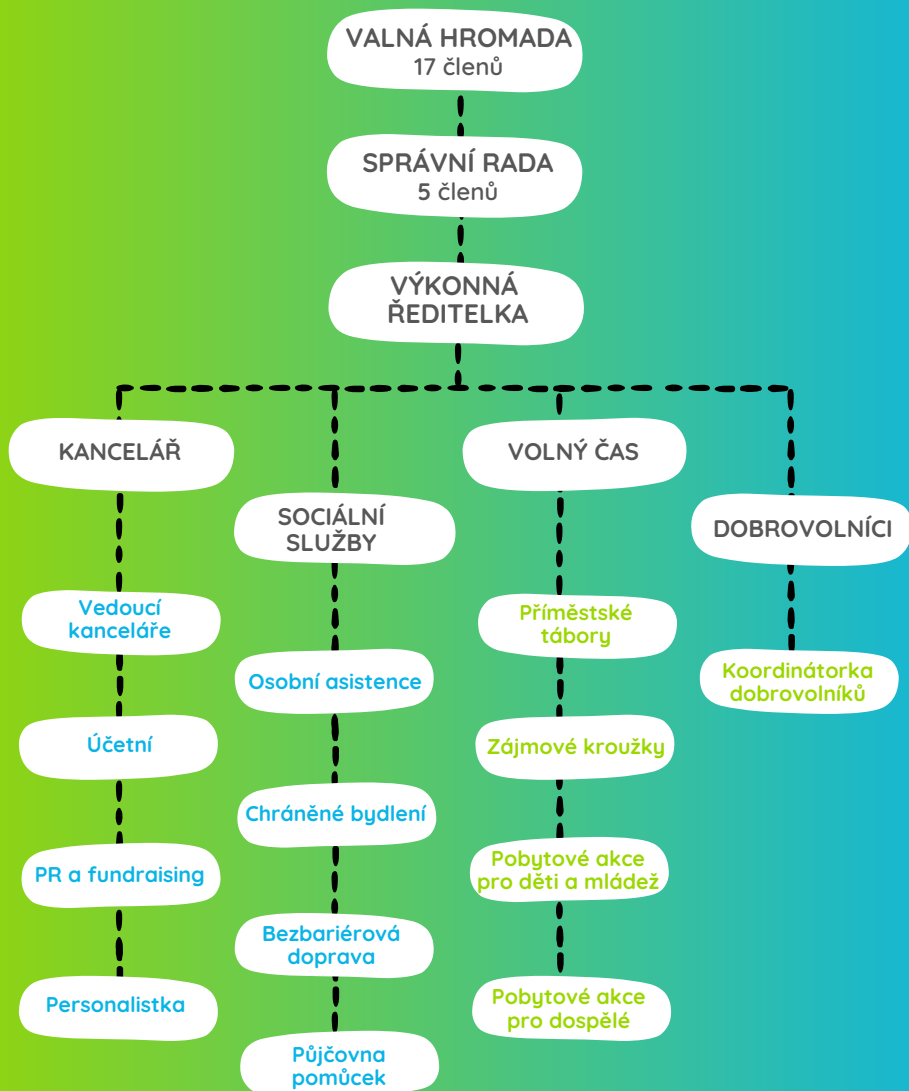 VALNÁ HROMADA
17 členů
SPRÁVNÍ RADA
5 členů
VÝKONNÁ
ŘEDITELKA
KANCELÁŘ
Vedoucí
kanceláře
Účetní
PR a fundraising
Personalistka
SOCIÁLNÍ
SLUŽBY
Osobní asistence
Chráněné bydlení
Bezbariérová
doprava
Půjčovna
pomůcek
VOLNÝ ČAS
Příměstské
tábory
Zájmové kroužky
Pobytové akce
pro děti a mládež
Pobytové akce
pro dospělé
DOBROVOLNÍCI
Koordinátorka
dobrovolníků